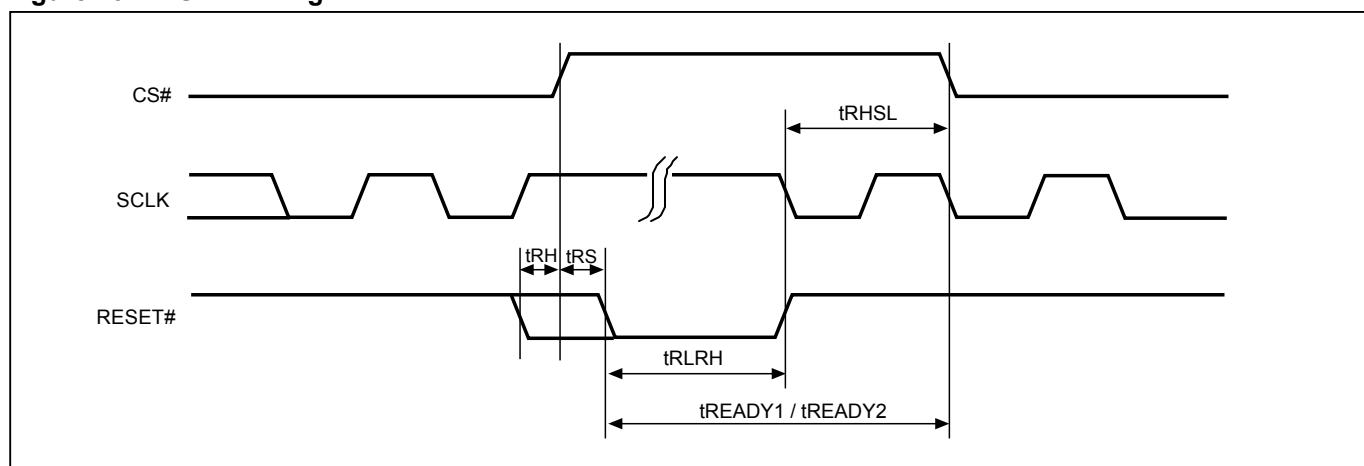 CS#
tRHSL
SCLK
tRH tRS
RESET#
tRLRH
tREADY1 / tREADY2